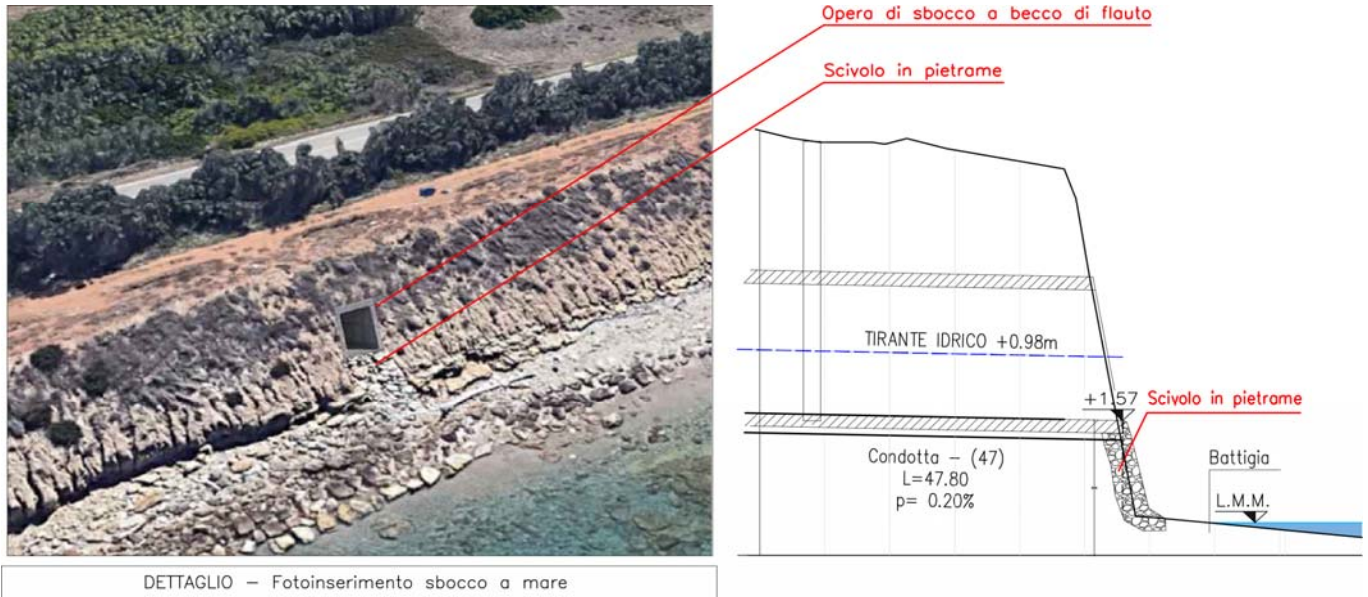 Opera di sbocco a becco di flauto
Scivolo in pietrame
TIRANTE IDRICO +0.98m
+1.57
Scivolo in pietrame
Condotta – (47)
L=47.80
p= 0.20%
Battigia
L.M.M.
DETTAGLIO – Fotoinserimento sbocco a mare